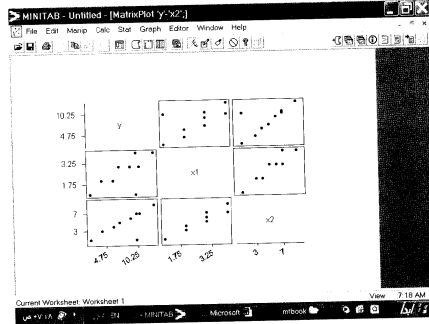 MINITAB - Untitled - [MatrixPlot 'y'-'x2';]
File Edit Manip Calc Stat Graph Editor Window Help
10.25
4.75
y
3.25
1.75
x1
7
3
x2
4.75 10.25 1.75 3.25 3 7
Current Worksheet: Worksheet 1
View 7:18 AM
EN - MINITAB Microsoft mtbook